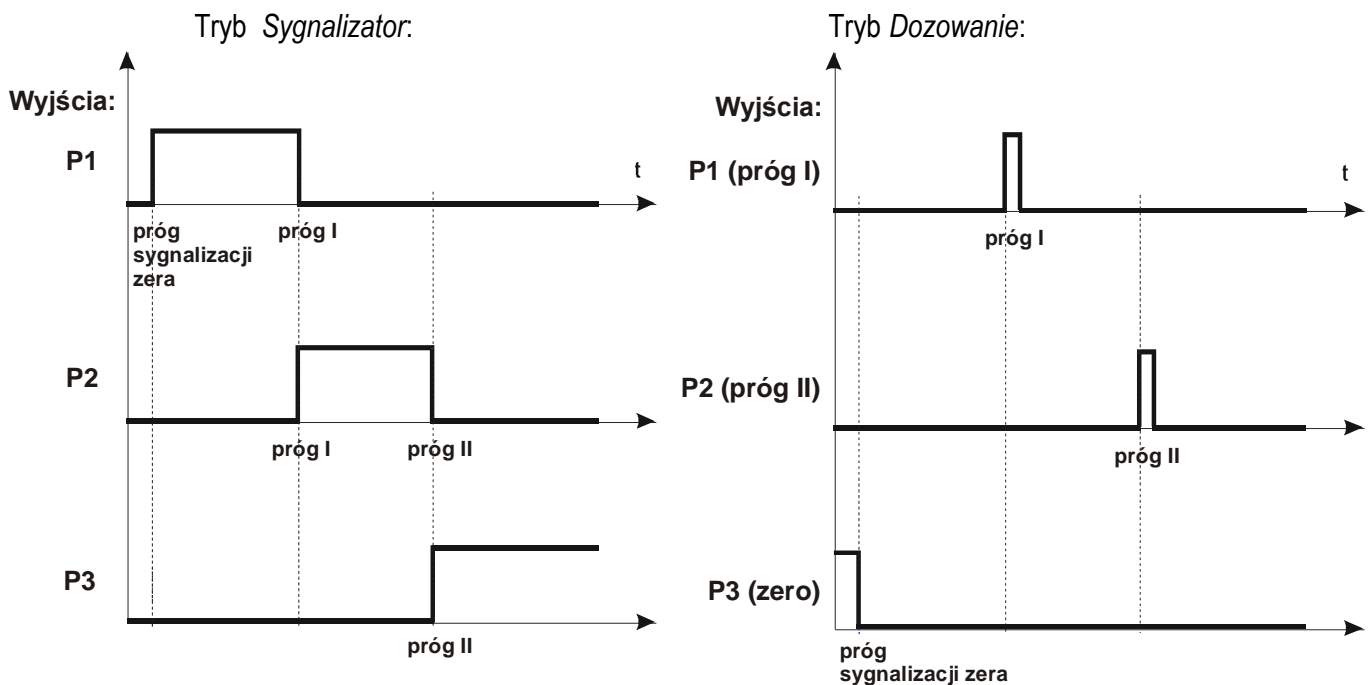 Tryb Sygnalizator:
Wyjścia:
P1
t
próg
sygnalizacji
zera
próg I
P2
próg I
próg II
P3
próg II
Tryb Dozowanie:
Wyjścia:
P1 (próg I)
t
próg I
P2 (próg II)
próg II
P3 (zero)
próg
sygnalizacji zera